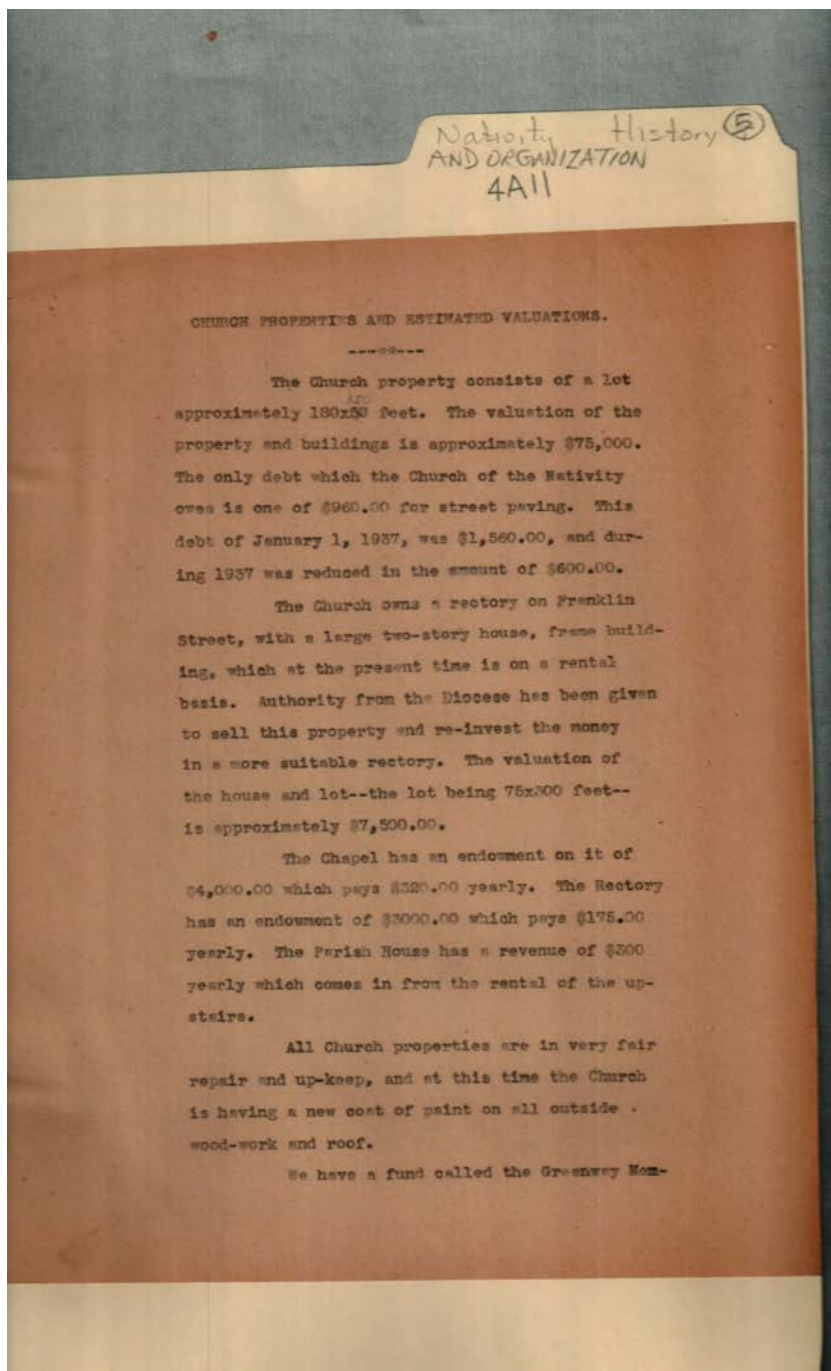 Nativity History 5
AND ORGANIZATION
4A11
CHURCH PROPERTIES AND ESTIMATED VALUATIONS.
----oo----
The Church property consists of a lot
approximately 180x50 feet. The valuation of the
property and buildings is approximately $75,000.
The only debt which the Church of the Nativity
owes is one of $960.00 for street paving. This
debt of January 1, 1937, was $1,560.00, and dur-
ing 1937 was reduced in the amount of $600.00.
The Church owns a rectory on Franklin
Street, with a large two-story house, frame build-
ing, which at the present time is on a rental
basis. Authority from the Diocese has been given
to sell this property and re-invest the money
in a more suitable rectory. The valuation of
the house and lot--the lot being 75x300 feet--
is approximately $7,500.00.
The Chapel has an endowment on it of
$4,000.00 which pays $320.00 yearly. The Rectory
has an endowment of $3000.00 which pays $175.00
yearly. The Parish House has a revenue of $300
yearly which comes in from the rental of the up-
stairs.
All Church properties are in very fair
repair and up-keep, and at this time the Church
is having a new coat of paint on all outside .
wood-work and roof.
We have a fund called the Greenway Mem-